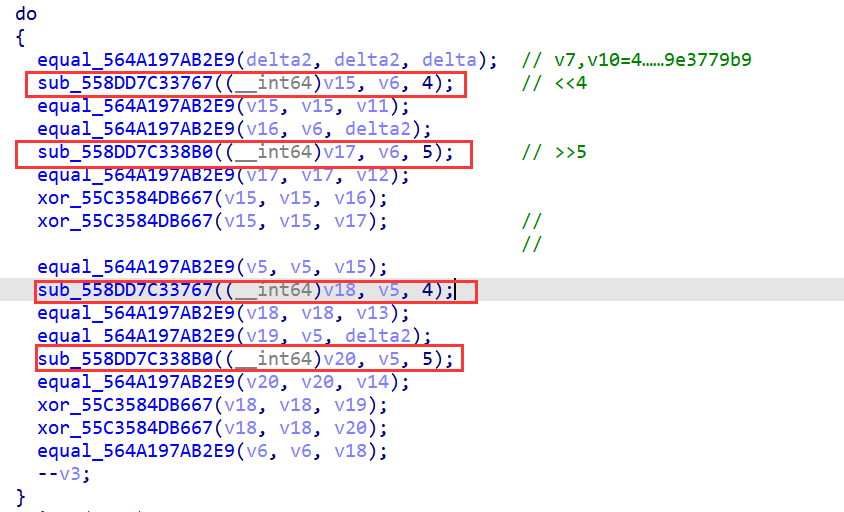 do
{
equal_564A197AB2E9(delta2, delta2, delta); // v7,v10=4……9e3779b9
sub_558DD7C33767((__int64)v15, v6, 4); // <<4
equal_564A197AB2E9(v15, v15, v11);
equal_564A197AB2E9(v16, v6, delta2);
sub_558DD7C338B0((__int64)v17, v6, 5); // >>5
equal_564A197AB2E9(v17, v17, v12);
xor_55C3584DB667(v15, v15, v16);
xor_55C3584DB667(v15, v15, v17); //
//
equal_564A197AB2E9(v5, v5, v15);
sub_558DD7C33767((__int64)v18, v5, 4);
equal_564A197AB2E9(v18, v18, v13);
equal_564A197AB2E9(v19, v5, delta2);
sub_558DD7C338B0((__int64)v20, v5, 5);
equal_564A197AB2E9(v20, v20, v14);
xor_55C3584DB667(v18, v18, v19);
xor_55C3584DB667(v18, v18, v20);
equal_564A197AB2E9(v6, v6, v18);
--v3;
}